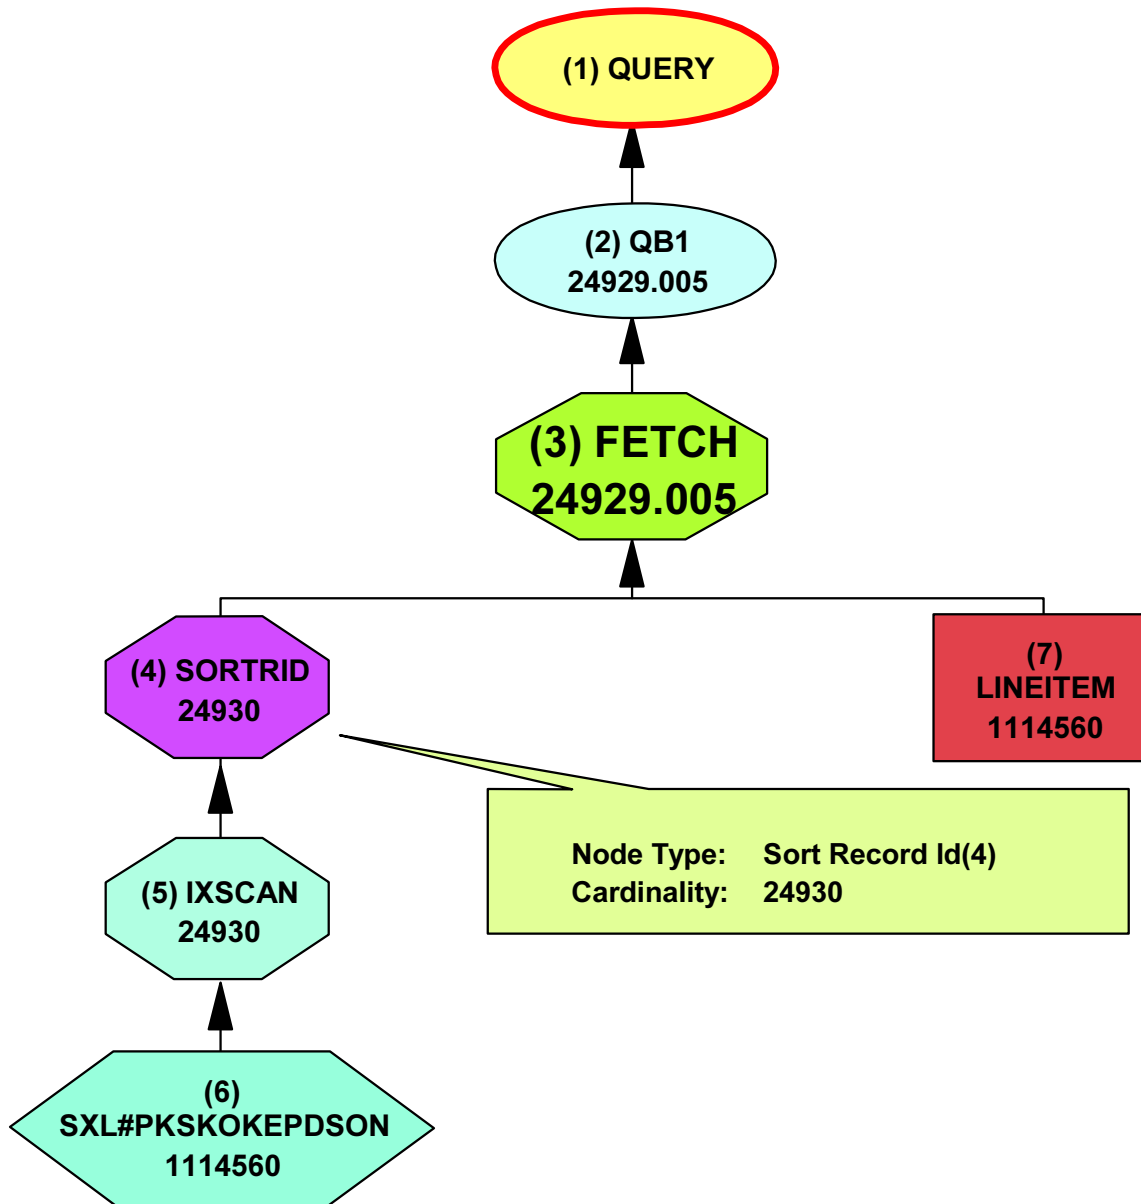 (1) QUERY
(2) QB1
24929.005
(3) FETCH
24929.005
(4) SORTRID
24930
(7)
LINEITEM
1114560
Node Type: Sort Record Id(4)
Cardinality: 24930
(5) IXSCAN
24930
(6)
SXL#PKSKOKEPDSON
1114560